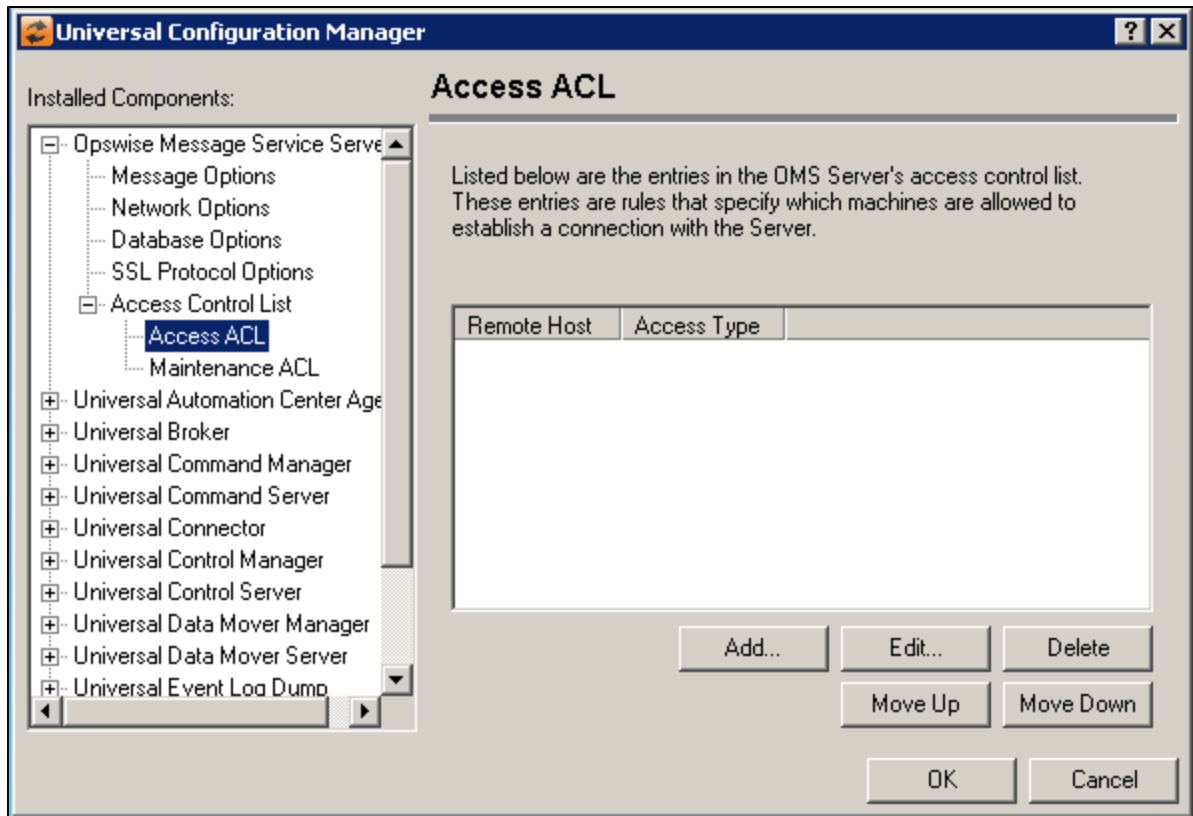 Universal Configuration Manager
Installed Components:
Opswise Message Service Serve
Message Options
Network Options
Database Options
SSL Protocol Options
Access Control List
Access ACL
Maintenance ACL
Universal Automation Center Age
Universal Broker
Universal Command Manager
Universal Command Server
Universal Connector
Universal Control Manager
Universal Control Server
Universal Data Mover Manager
Universal Data Mover Server
Universal Event Log Dump
Access ACL
Listed below are the entries in the OMS Server's access control list.
These entries are rules that specify which machines are allowed to
establish a connection with the Server.
Remote Host Access Type
Add... Edit... Delete
Move Up Move Down
OK Cancel